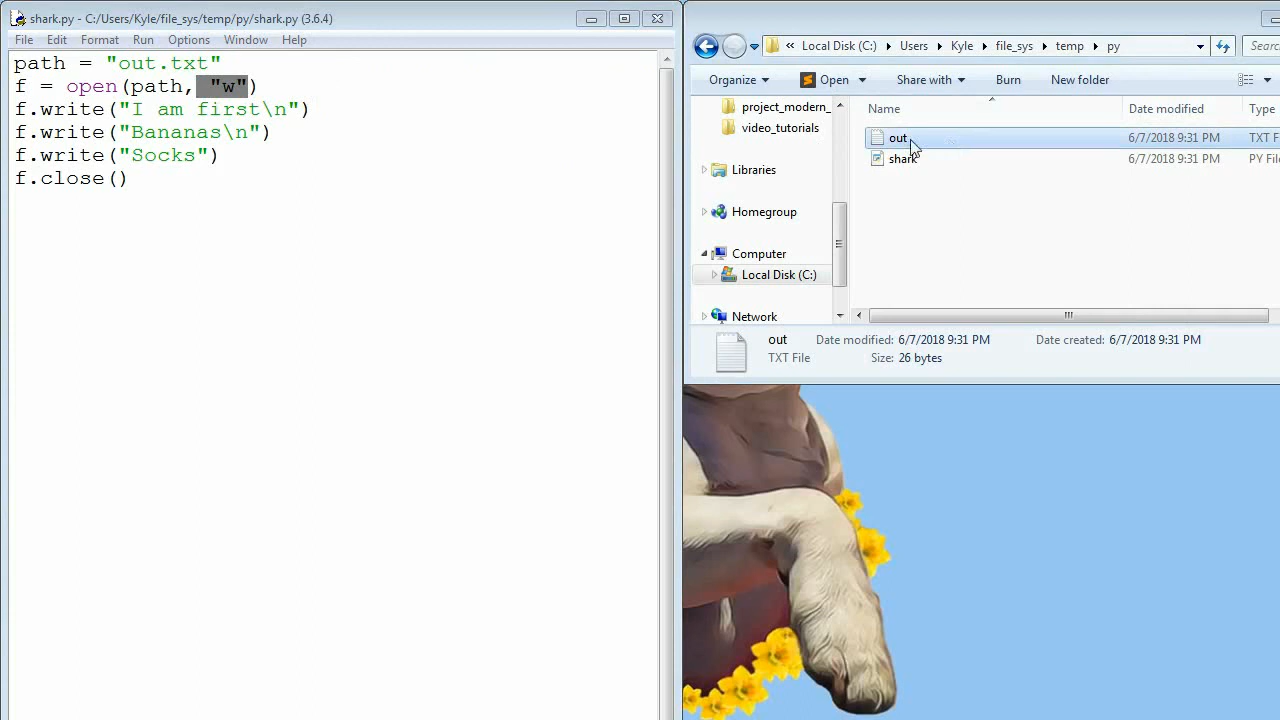 shark.py - C:/Users/Kyle/file_sys/temp/py/shark.py (3.6.4)
File Edit Format Run Options Window Help
path = "out.txt"
f = open(path, "w")
f.write("I am first\n")
f.write("Bananas\n")
f.write("Socks")
f.close()
« Local Disk (C:) Users Kyle file_sys temp py
Organize Open Share with Burn New folder
project_modern_
video_tutorials
Libraries
Homegroup
Computer
Local Disk (C:)
Network
Name Date modified Type
out 6/7/2018 9:31 PM TXT F
shark 6/7/2018 9:31 PM PY File
out Date modified: 6/7/2018 9:31 PM Date created: 6/7/2018 9:31 PM
TXT File Size: 26 bytes